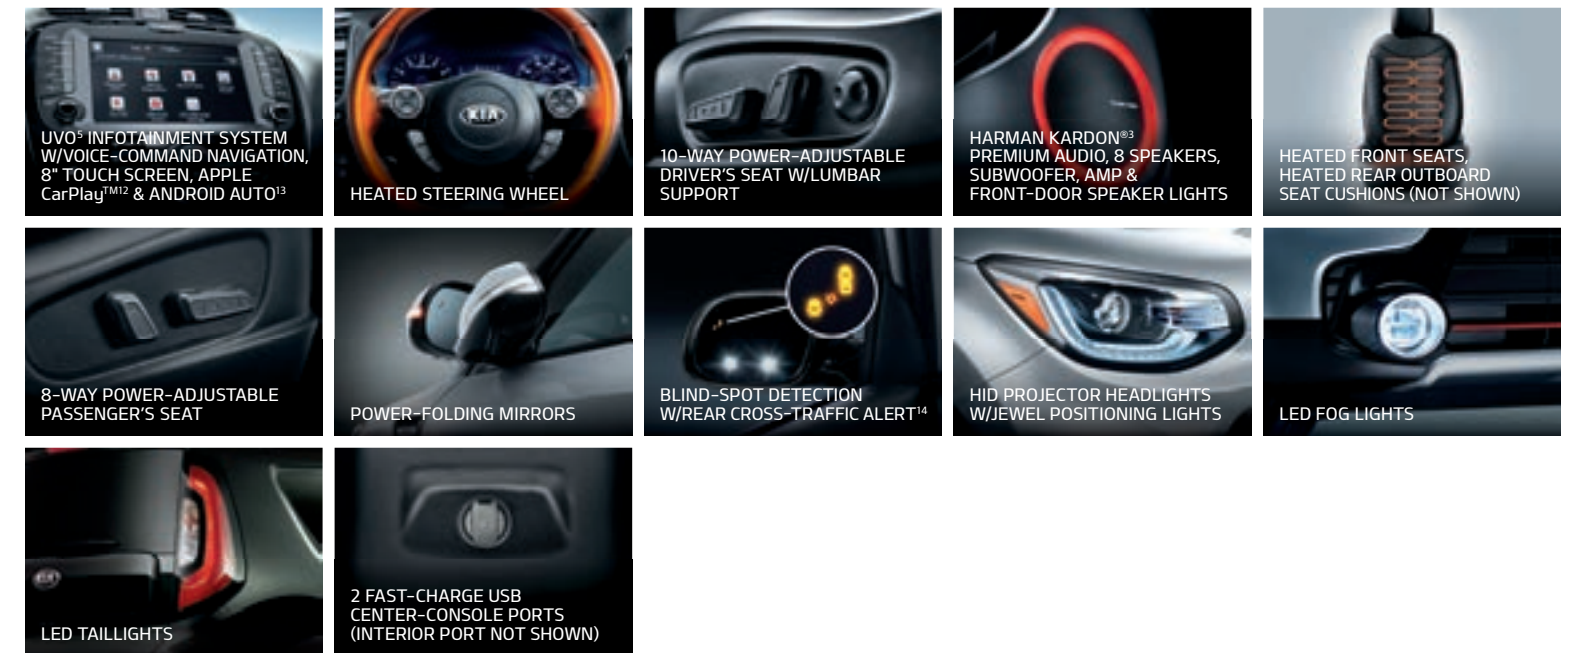 UVO⁵ INFOTAINMENT SYSTEM
W/VOICE-COMMAND NAVIGATION,
8" TOUCH SCREEN, APPLE
CarPlay™¹² & ANDROID AUTO¹³
KIA
HEATED STEERING WHEEL
10-WAY POWER-ADJUSTABLE
DRIVER'S SEAT W/LUMBAR
SUPPORT
HARMAN KARDON®³
PREMIUM AUDIO, 8 SPEAKERS,
SUBWOOFER, AMP &
FRONT-DOOR SPEAKER LIGHTS
HEATED FRONT SEATS,
HEATED REAR OUTBOARD
SEAT CUSHIONS (NOT SHOWN)
8-WAY POWER-ADJUSTABLE
PASSENGER'S SEAT
POWER-FOLDING MIRRORS
BLIND-SPOT DETECTION
W/REAR CROSS-TRAFFIC ALERT¹⁴
HID PROJECTOR HEADLIGHTS
W/JEWEL POSITIONING LIGHTS
LED FOG LIGHTS
KIA
LED TAILLIGHTS
2 FAST-CHARGE USB
CENTER-CONSOLE PORTS
(INTERIOR PORT NOT SHOWN)